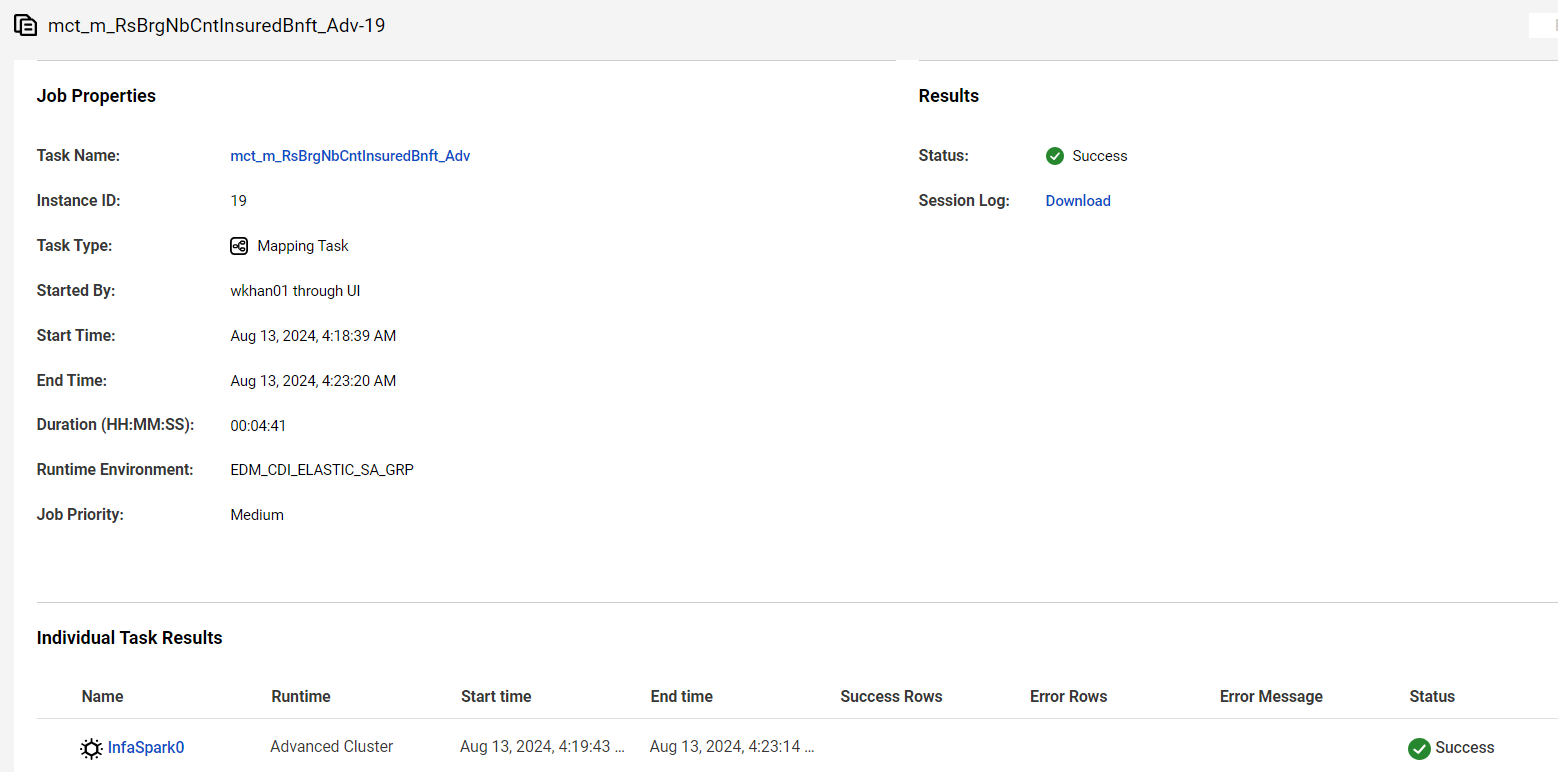 mct_m_RsBrgNbCntInsuredBnft_Adv-19
Job Properties
Task Name: mct_m_RsBrgNbCntInsuredBnft_Adv
Instance ID: 19
Task Type: Mapping Task
Started By: wkhan01 through UI
Start Time: Aug 13, 2024, 4:18:39 AM
End Time: Aug 13, 2024, 4:23:20 AM
Duration (HH:MM:SS): 00:04:41
Runtime Environment: EDM_CDI_ELASTIC_SA_GRP
Job Priority: Medium
Results
Status: Success
Session Log: Download
Individual Task Results
Name Runtime Start time End time Success Rows Error Rows Error Message Status
InfaSpark0 Advanced Cluster Aug 13, 2024, 4:19:43 ... Aug 13, 2024, 4:23:14 ... Success